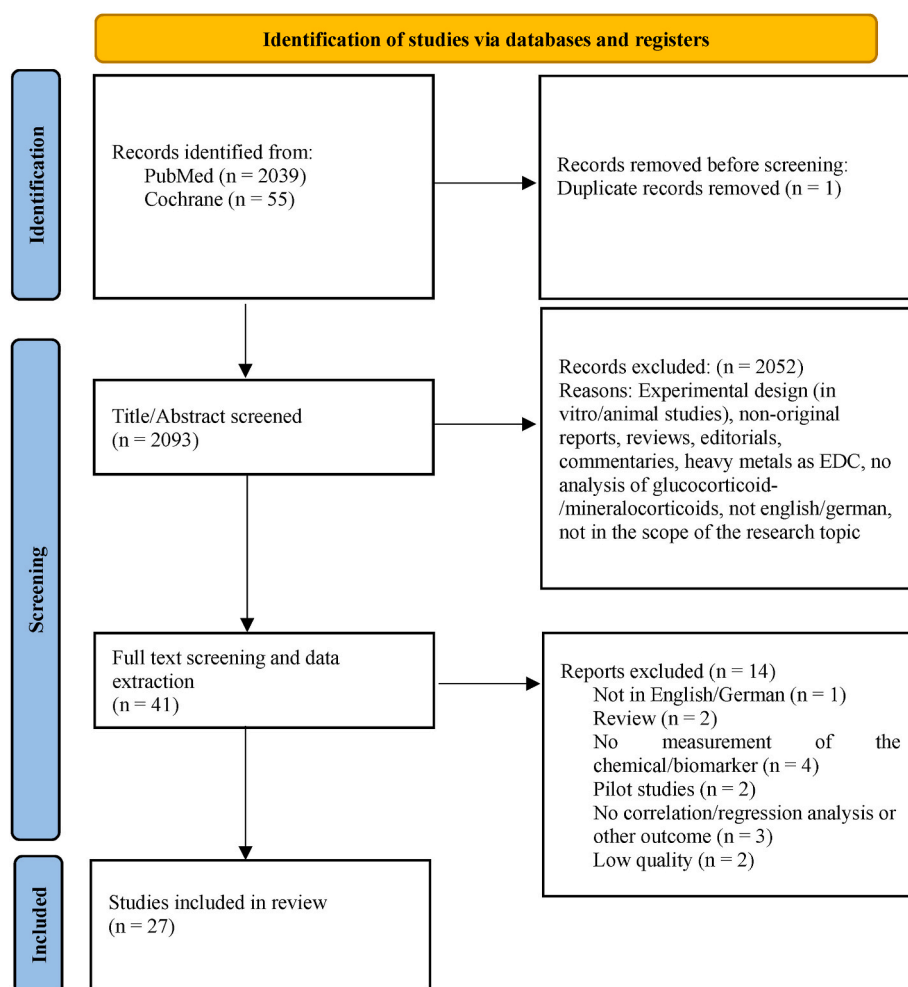 Identification of studies via databases and registers
Identification
Records identified from:
PubMed (n = 2039)
Cochrane (n = 55)
Records removed before screening:
Duplicate records removed (n = 1)
Screening
Title/Abstract screened
(n = 2093)
Records excluded: (n = 2052)
Reasons: Experimental design (in
vitro/animal studies), non-original
reports, reviews, editorials,
commentaries, heavy metals as EDC, no
analysis of glucocorticoid-
/mineralocorticoids, not english/german,
not in the scope of the research topic
Full text screening and data
extraction
(n = 41)
Reports excluded (n = 14)
Not in English/German (n = 1)
Review (n = 2)
No measurement of the
chemical/biomarker (n = 4)
Pilot studies (n = 2)
No correlation/regression analysis or
other outcome (n = 3)
Low quality (n = 2)
Included
Studies included in review
(n = 27)